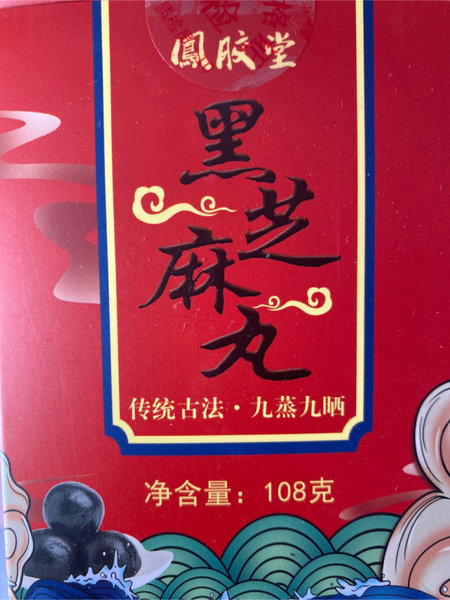 鳳胶堂
黑芝麻丸
传统古法·九蒸九晒
净含量：108克